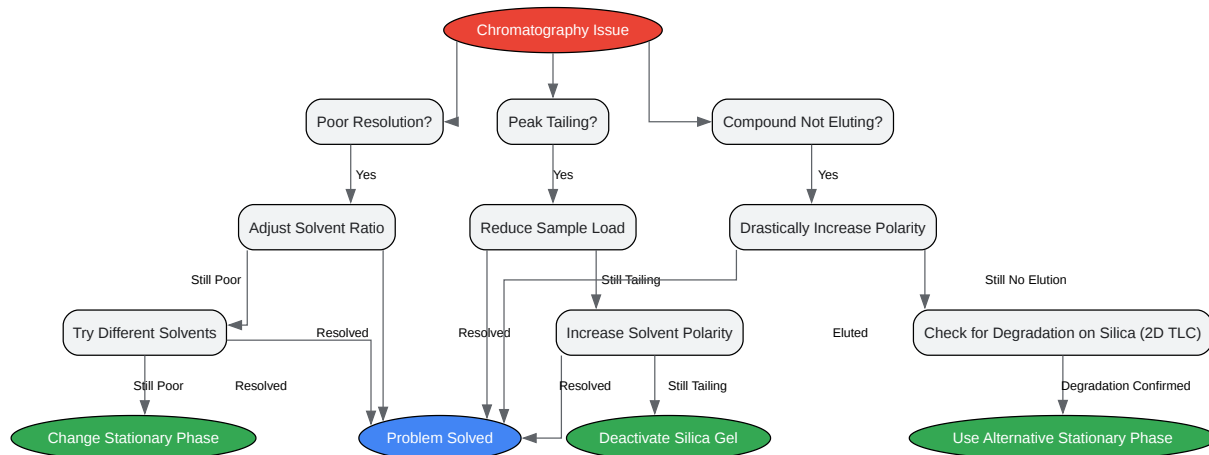 Chromatography Issue
Poor Resolution?
Peak Tailing?
Compound Not Eluting?
Yes
Yes
Yes
Adjust Solvent Ratio
Reduce Sample Load
Drastically Increase Polarity
Still Poor
Still Tailing
Still No Elution
Try Different Solvents
Resolved
Resolved
Increase Solvent Polarity
Eluted
Check for Degradation on Silica (2D TLC)
Still Poor
Resolved
Resolved
Still Tailing
Degradation Confirmed
Change Stationary Phase
Problem Solved
Deactivate Silica Gel
Use Alternative Stationary Phase